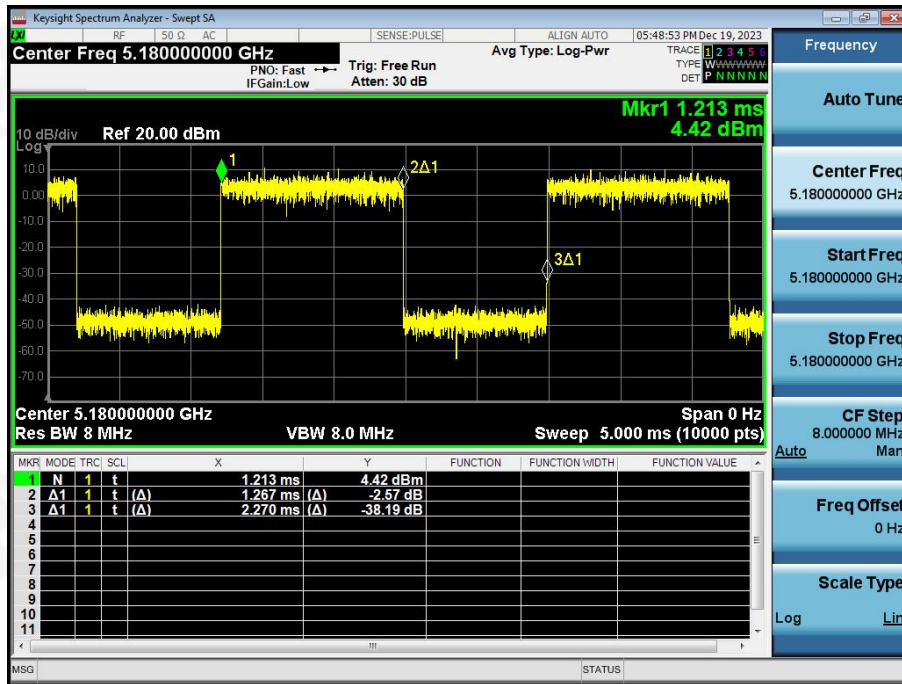 Keysight Spectrum Analyzer - Swept SA
LXI RF 50 Ω AC SENSE:PULSE ALIGN AUTO 05:48:53 PM Dec 19, 2023
Center Freq 5.180000000 GHz
PNO: Fast
IFGain:Low
Trig: Free Run
Atten: 30 dB
Avg Type: Log-Pwr
TRACE 1 2 3 4 5 6
TYPE WWWWWW
DET P N N N N N
Mkr1 1.213 ms
4.42 dBm
10 dB/div Ref 20.00 dBm
Log
10.0
0.00
-10.0
-20.0
-30.0
-40.0
-50.0
-60.0
-70.0
1
2Δ1
3Δ1
Center 5.180000000 GHz Span 0 Hz
Res BW 8 MHz VBW 8.0 MHz Sweep 5.000 ms (10000 pts)
MKR MODE TRC SCL X Y FUNCTION FUNCTION WIDTH FUNCTION VALUE
1 N 1 t 1.213 ms 4.42 dBm
2 Δ1 1 t (Δ) 1.267 ms (Δ) -2.57 dB
3 Δ1 1 t (Δ) 2.270 ms (Δ) -38.19 dB
4
5
6
7
8
9
10
11
MSG STATUS
Frequency
Auto Tune
Center Freq
5.180000000 GHz
Start Freq
5.180000000 GHz
Stop Freq
5.180000000 GHz
CF Step
8.000000 MHz
Auto Man
Freq Offset
0 Hz
Scale Type
Log Lin